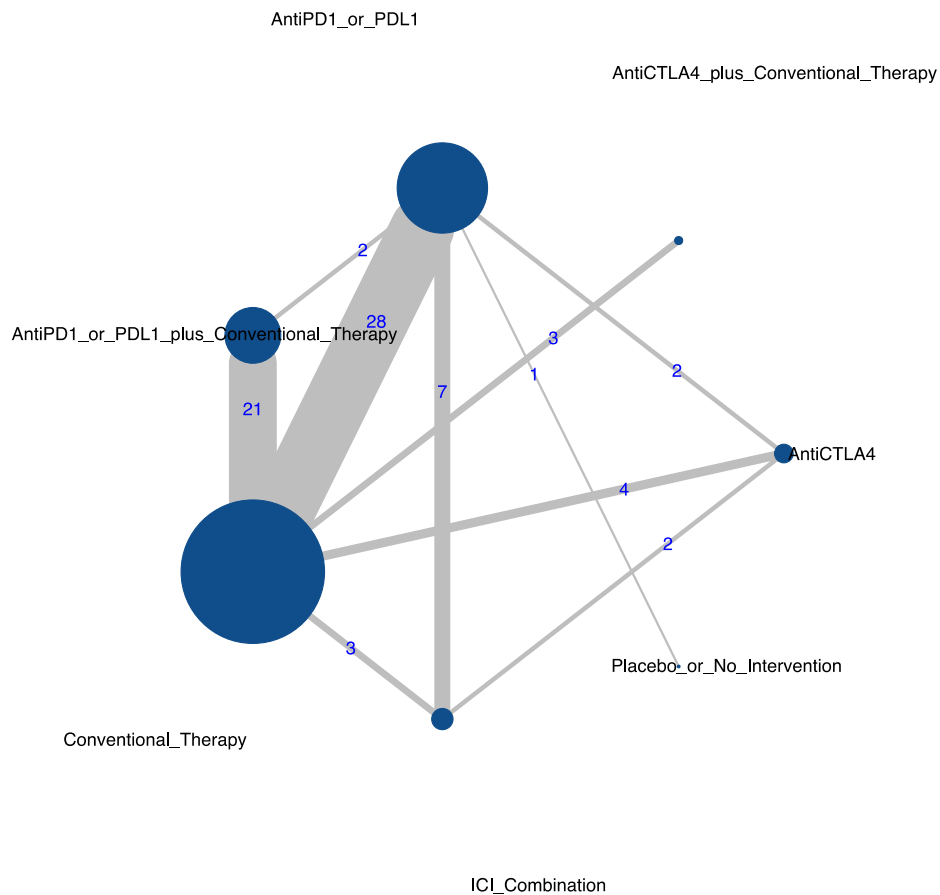 AntiPD1_or_PDL1
AntiCTLA4_plus_Conventional_Therapy
2
28
AntiPD1_or_PDL1_plus_Conventional_Therapy
3
1
2
7
21
AntiCTLA4
4
2
3
Placebo_or_No_Intervention
Conventional_Therapy
ICI_Combination